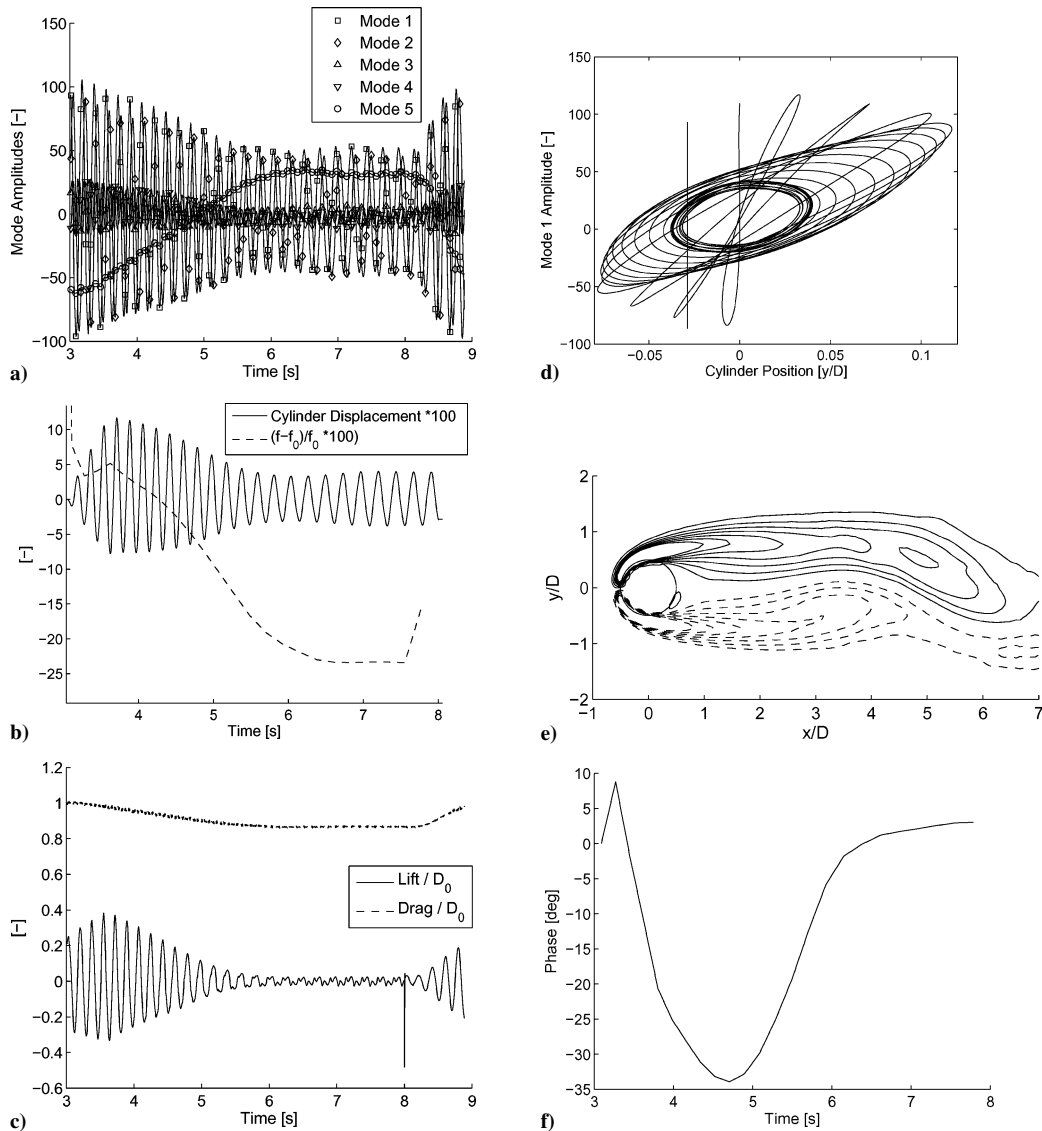 150
100
50
0
−50
−100
3 4 5 6 7 8 9
Mode Amplitudes [−]
Time [s]
Mode 1
Mode 2
Mode 3
Mode 4
Mode 5
a)
150
100
50
0
−50
−100
−0.05 0 0.05 0.1
Mode 1 Amplitude [−]
Cylinder Position [y/D]
d)
10
5
0
−5
−10
−15
−20
−25
4 5 6 7 8
[−]
Time [s]
Cylinder Displacement *100
(f−f0)/f0 *100)
b)
2
1
0
−1
−2
−1 0 1 2 3 4 5 6 7
y/D
x/D
e)
1.2
1
0.8
0.6
0.4
0.2
0
−0.2
−0.4
−0.6
3 4 5 6 7 8 9
[−]
Time [s]
Lift / D0
Drag / D0
c)
10
5
0
−5
−10
−15
−20
−25
−30
−35
3 4 5 6 7 8
Phase [deg]
Time [s]
f)